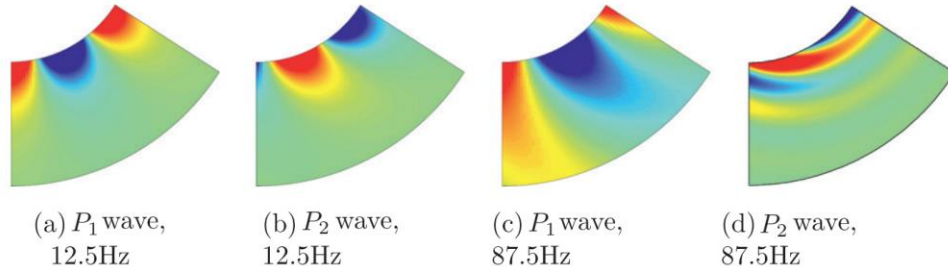 (a) P₁ wave,
12.5Hz
(b) P₂ wave,
12.5Hz
(c) P₁ wave,
87.5Hz
(d) P₂ wave,
87.5Hz